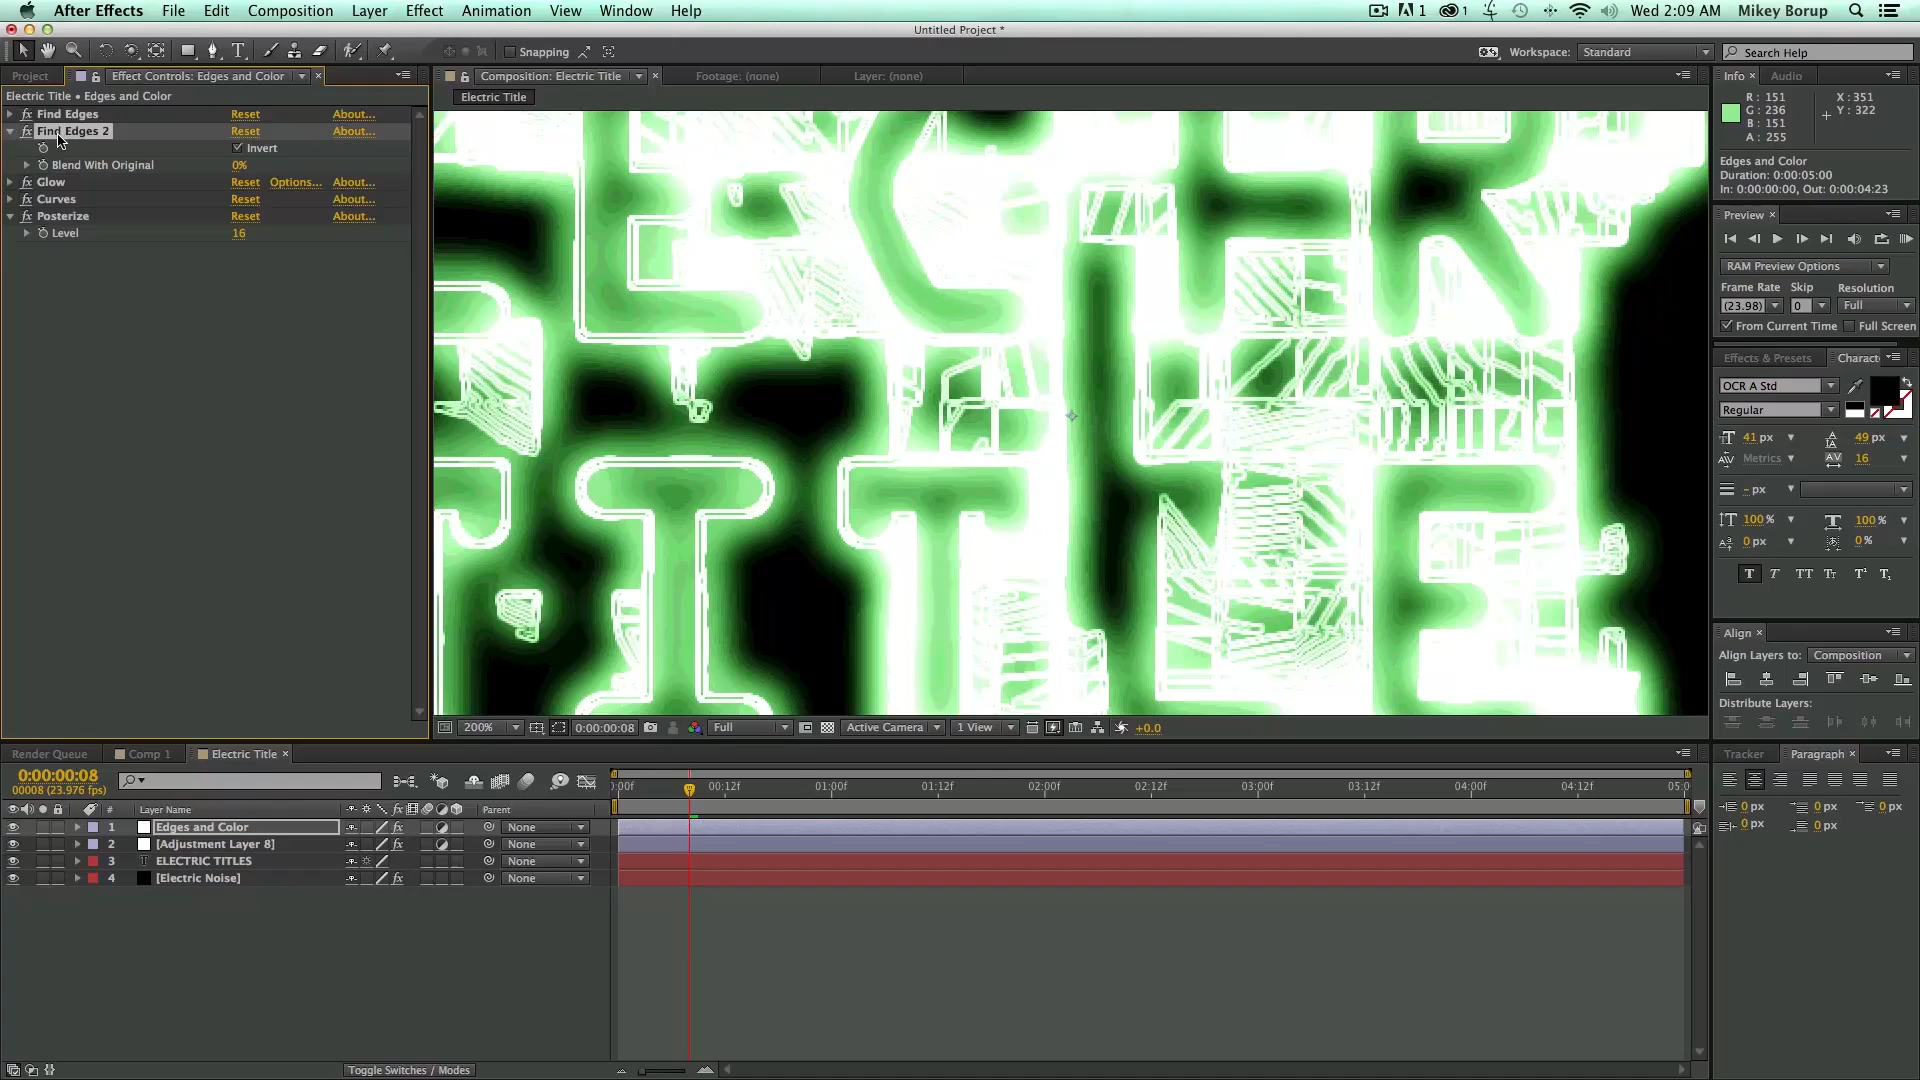 After Effects File Edit Composition Layer Effect Animation View Window Help 1 1 Wed 2:09 AM Mikey Borup
Untitled Project *
Snapping Workspace: Standard Search Help
Project Effect Controls: Edges and Color Composition: Electric Title Footage: (none) Layer: (none) Info Audio
Electric Title • Edges and Color Electric Title
fx Find Edges Reset About...
fx Find Edges 2 Reset About...
Invert
Blend With Original 0%
fx Glow Reset Options... About...
fx Curves Reset About...
fx Posterize Reset About...
Level 16
R : 151 X : 351
G : 236 Y : 322
B : 151
A : 255
Edges and Color
Duration: 0:00:05:00
In: 0:00:00:00, Out: 0:00:04:23
Preview
RAM Preview Options
Frame Rate Skip Resolution
(23.98) 0 Full
From Current Time Full Screen
Effects & Presets Charact
OCR A Std
Regular
41 px 49 px
Metrics 16
- px
100 % 100 %
0 px 0 %
T T TT Tt T¹ T₁
Align
Align Layers to: Composition
Distribute Layers:
200% 0:00:00:08 Full Active Camera 1 View +0.0
Render Queue Comp 1 Electric Title Tracker Paragraph
0:00:00:08
00008 (23.976 fps)
:00f 00:12f 01:00f 01:12f 02:00f 02:12f 03:00f 03:12f 04:00f 04:12f 05:0
# Layer Name fx Parent
1 Edges and Color fx None
2 [Adjustment Layer 8] None
3 T ELECTRIC TITLES None
4 [Electric Noise] fx None
0 px 0 px 0 px
0 px 0 px
Toggle Switches / Modes